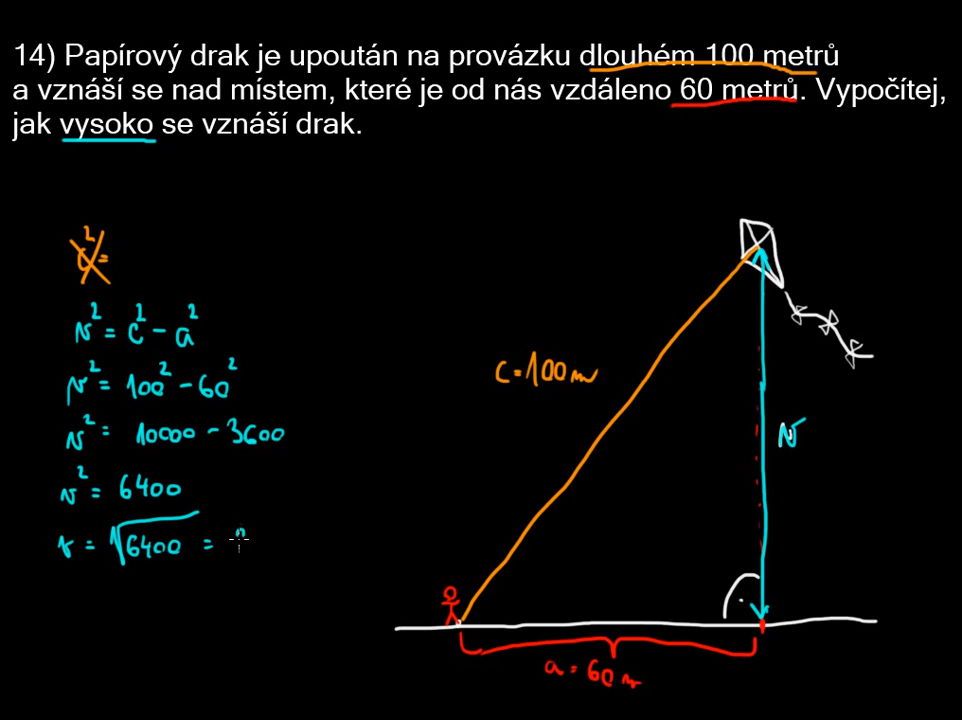 14) Papírový drak je upoután na provázku dlouhém 100 metrů
a vznáší se nad místem, které je od nás vzdáleno 60 metrů. Vypočítej,
jak vysoko se vznáší drak.
c² =
v² = c² - a²
v² = 100² - 60²
v² = 10000 - 3600
v² = 6400
v = √6400 =
c = 100 m
v
a = 60 m